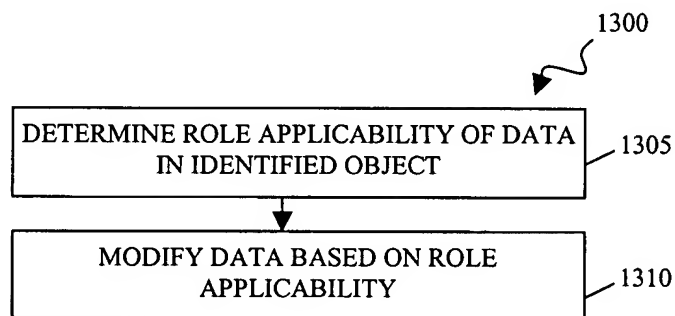 1300
DETERMINE ROLE APPLICABILITY OF DATA
IN IDENTIFIED OBJECT
1305
MODIFY DATA BASED ON ROLE
APPLICABILITY
1310